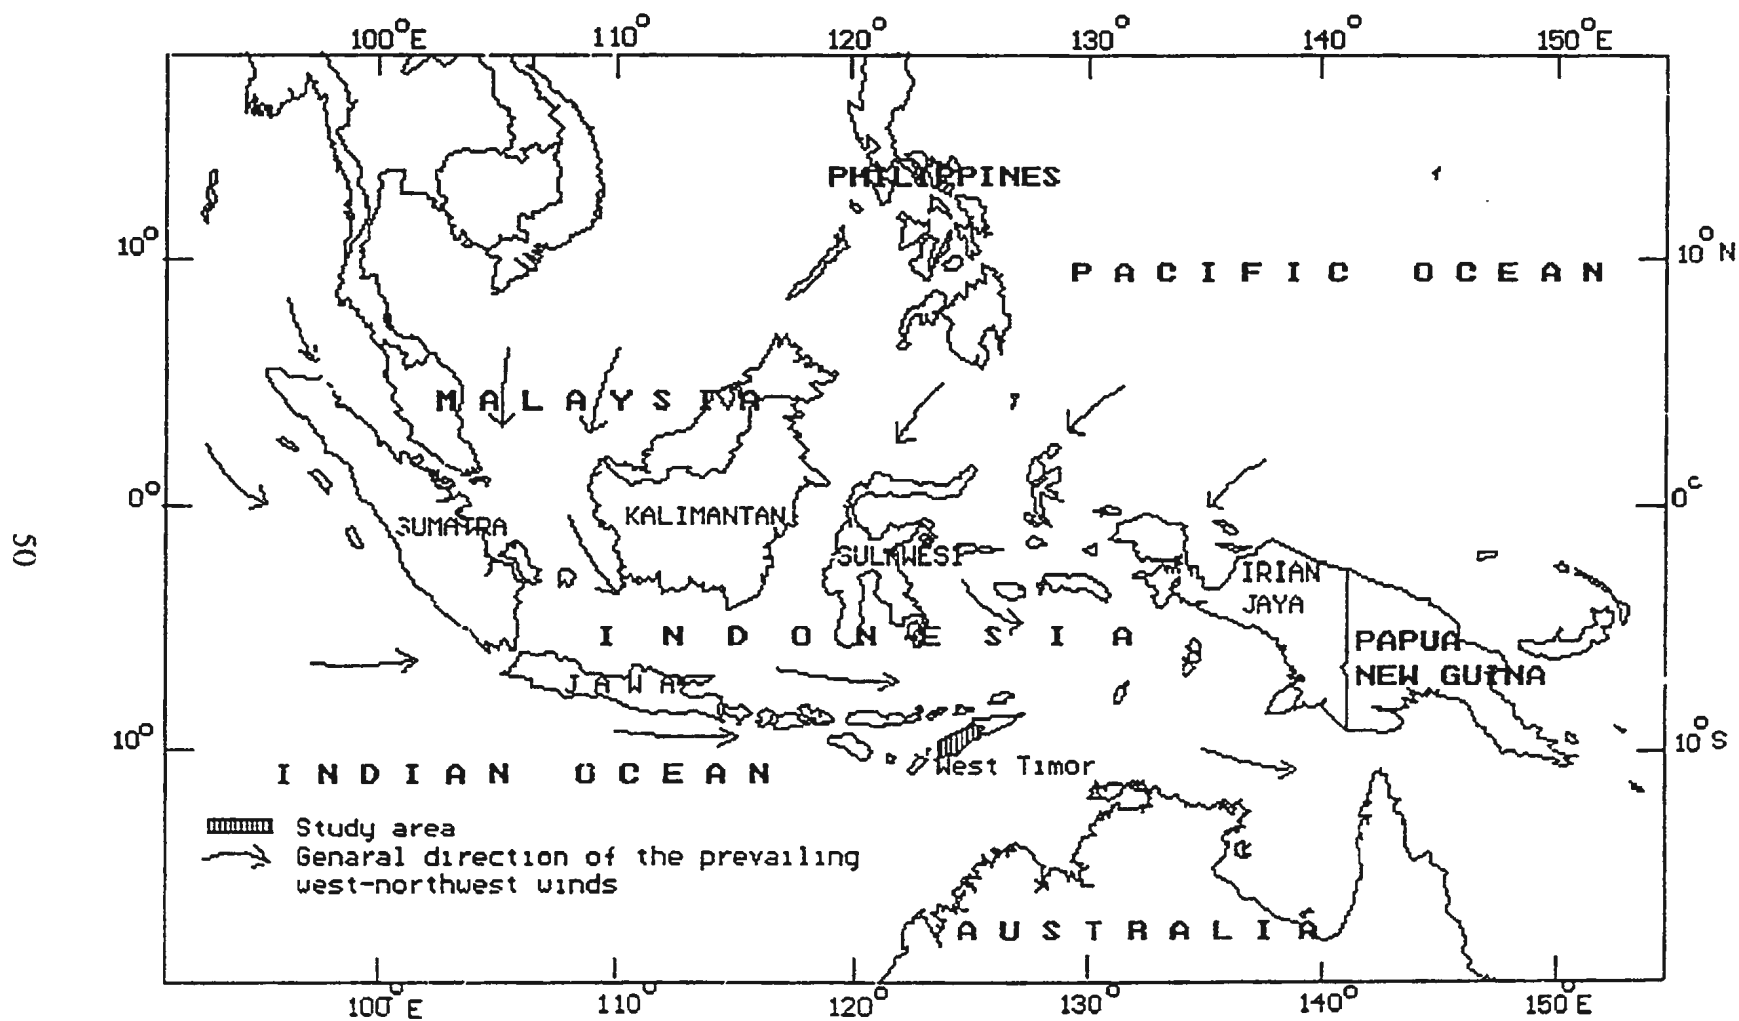 100°E 110° 120° 130° 140° 150°E
PHILIPPINES
10° 10°N
PACIFIC OCEAN
MALAYSIA
0° 0°
SUMATRA KALIMANTAN SULAWESI
IRIAN
JAYA
50
INDONESIA
PAPUA
NEW GUINA
JAWA
10° 10°S
West Timor
INDIAN OCEAN
Study area
Genaral direction of the prevailing
west-northwest winds
AUSTRALIA
100°E 110° 120° 130° 140° 150°E